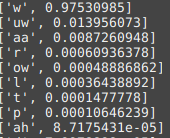 ['w', 0.97530985]
['uw', 0.013956073]
['aa', 0.0087260948]
['r', 0.00060936378]
['ow', 0.00048886862]
['l', 0.00036438892]
['t', 0.0001477778]
['p', 0.00010646239]
['ah', 8.7175431e-05]